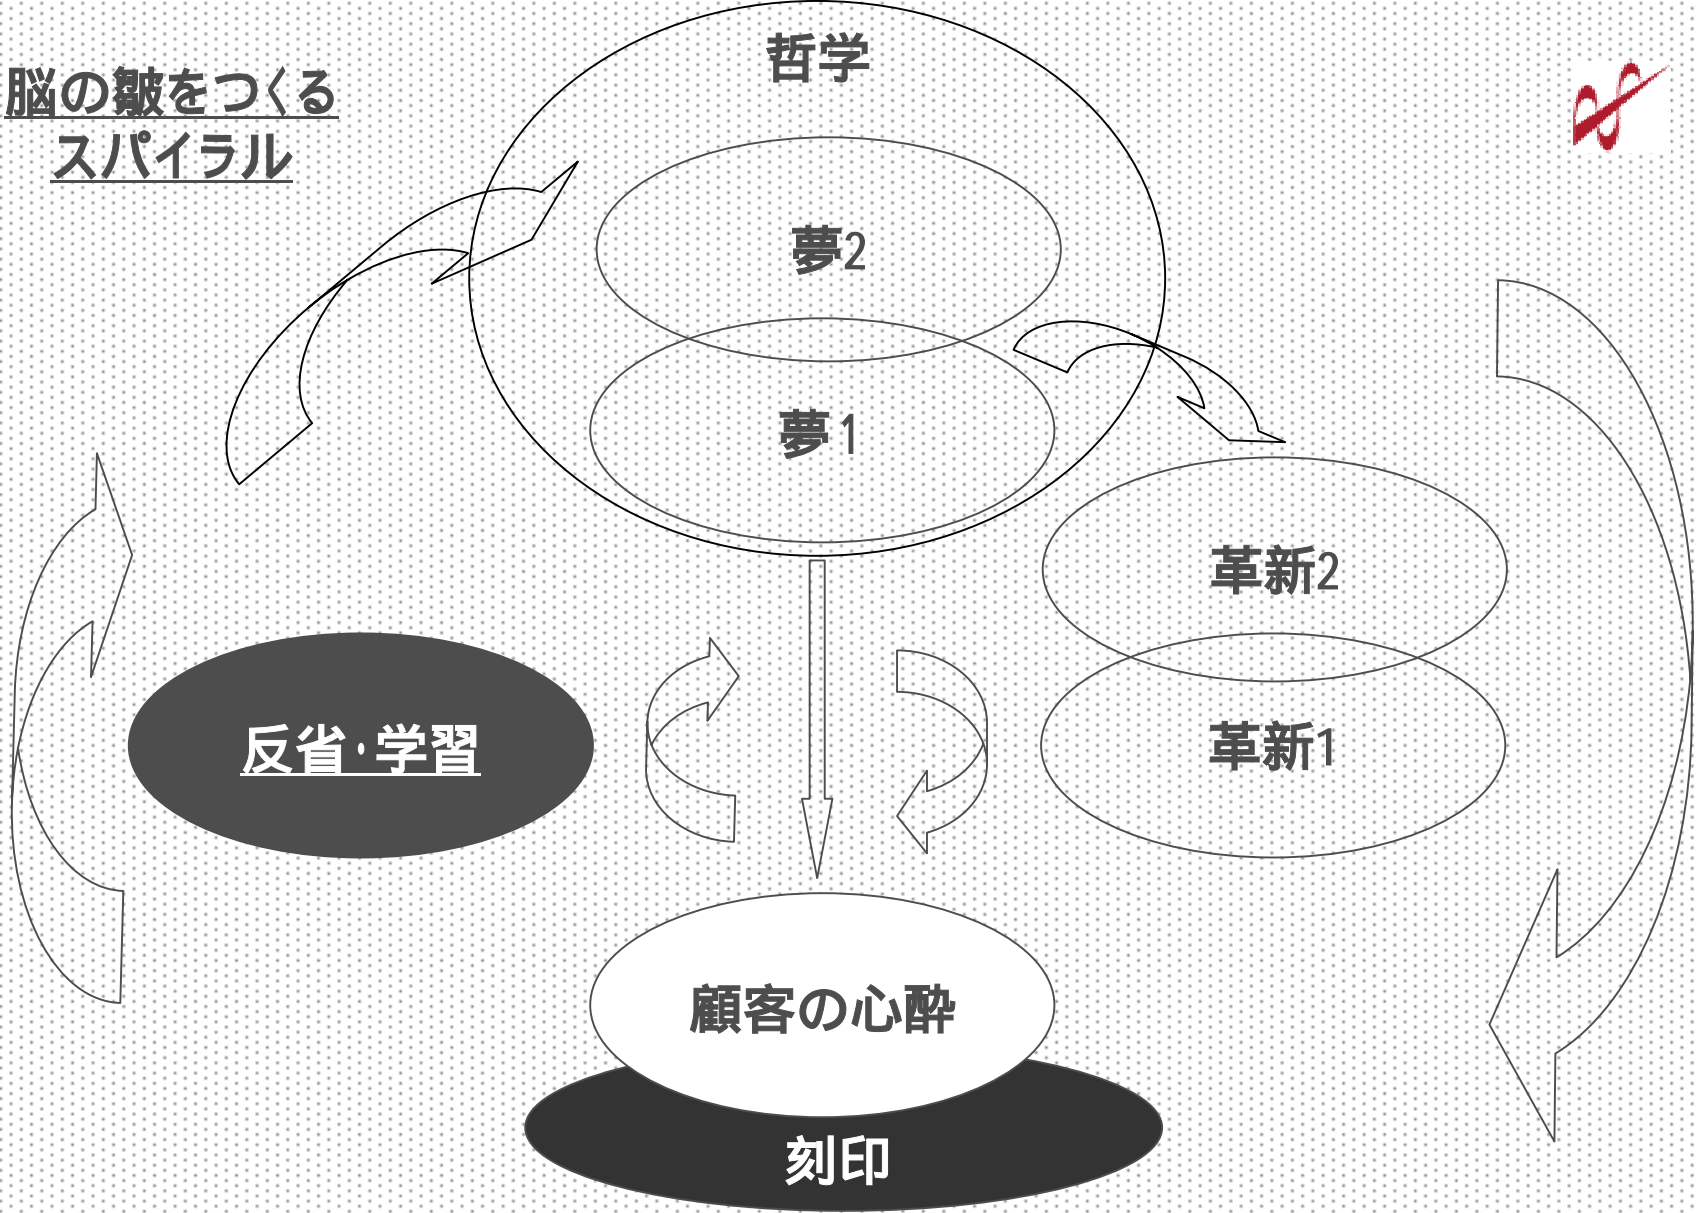 脳の皺をつくる
スパイラル
哲学
夢2
夢1
革新2
革新1
反省・学習
顧客の心酔
刻印